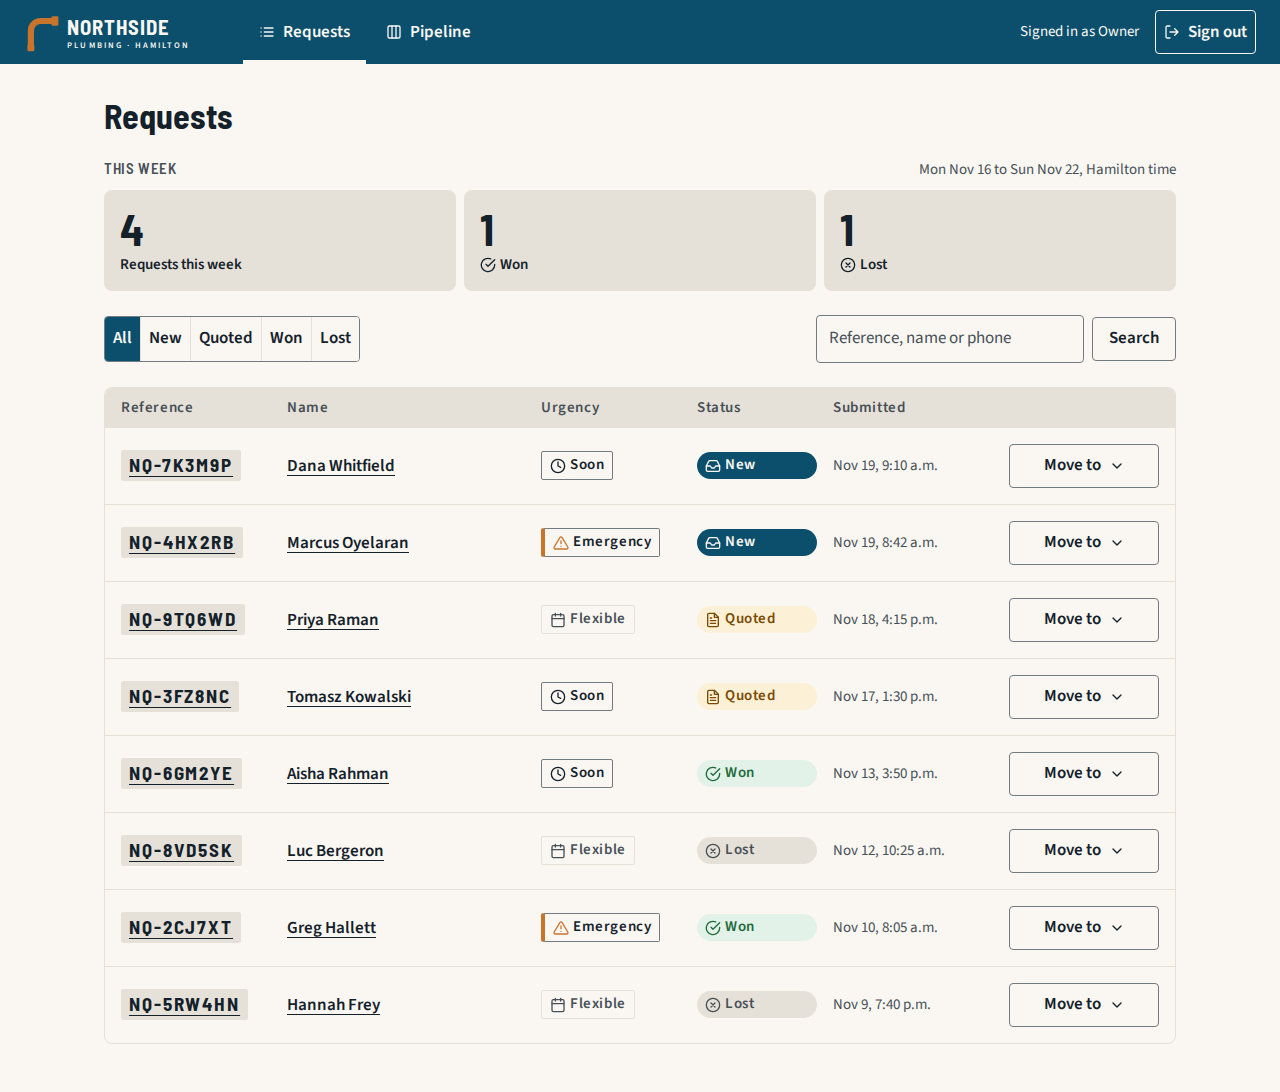 NORTHSIDE
PLUMBING · HAMILTON
Requests
Pipeline
Signed in as Owner
Sign out
Requests
THIS WEEK
Mon Nov 16 to Sun Nov 22, Hamilton time
4
Requests this week
1
Won
1
Lost
All New Quoted Won Lost
Reference, name or phone
Search
Reference Name Urgency Status Submitted
NQ-7K3M9P Dana Whitfield Soon New Nov 19, 9:10 a.m. Move to
NQ-4HX2RB Marcus Oyelaran Emergency New Nov 19, 8:42 a.m. Move to
NQ-9TQ6WD Priya Raman Flexible Quoted Nov 18, 4:15 p.m. Move to
NQ-3FZ8NC Tomasz Kowalski Soon Quoted Nov 17, 1:30 p.m. Move to
NQ-6GM2YE Aisha Rahman Soon Won Nov 13, 3:50 p.m. Move to
NQ-8VD5SK Luc Bergeron Flexible Lost Nov 12, 10:25 a.m. Move to
NQ-2CJ7XT Greg Hallett Emergency Won Nov 10, 8:05 a.m. Move to
NQ-5RW4HN Hannah Frey Flexible Lost Nov 9, 7:40 p.m. Move to